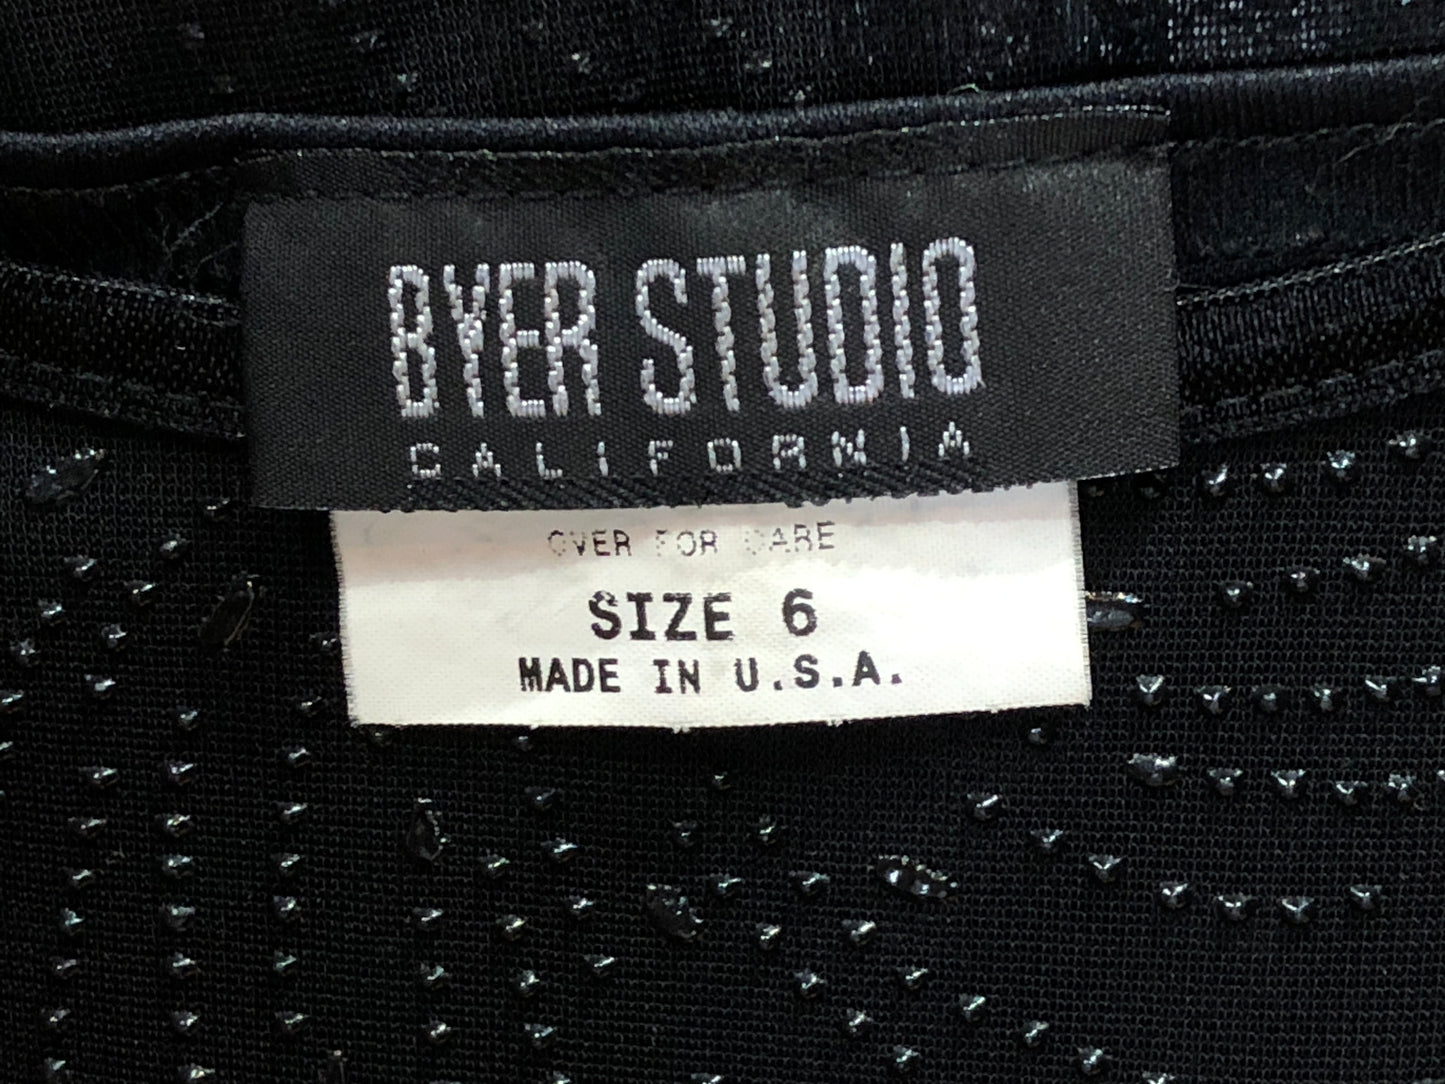 BYER STUDIO
CALIFORNIA
OVER FOR CARE
SIZE 6
MADE IN U.S.A.